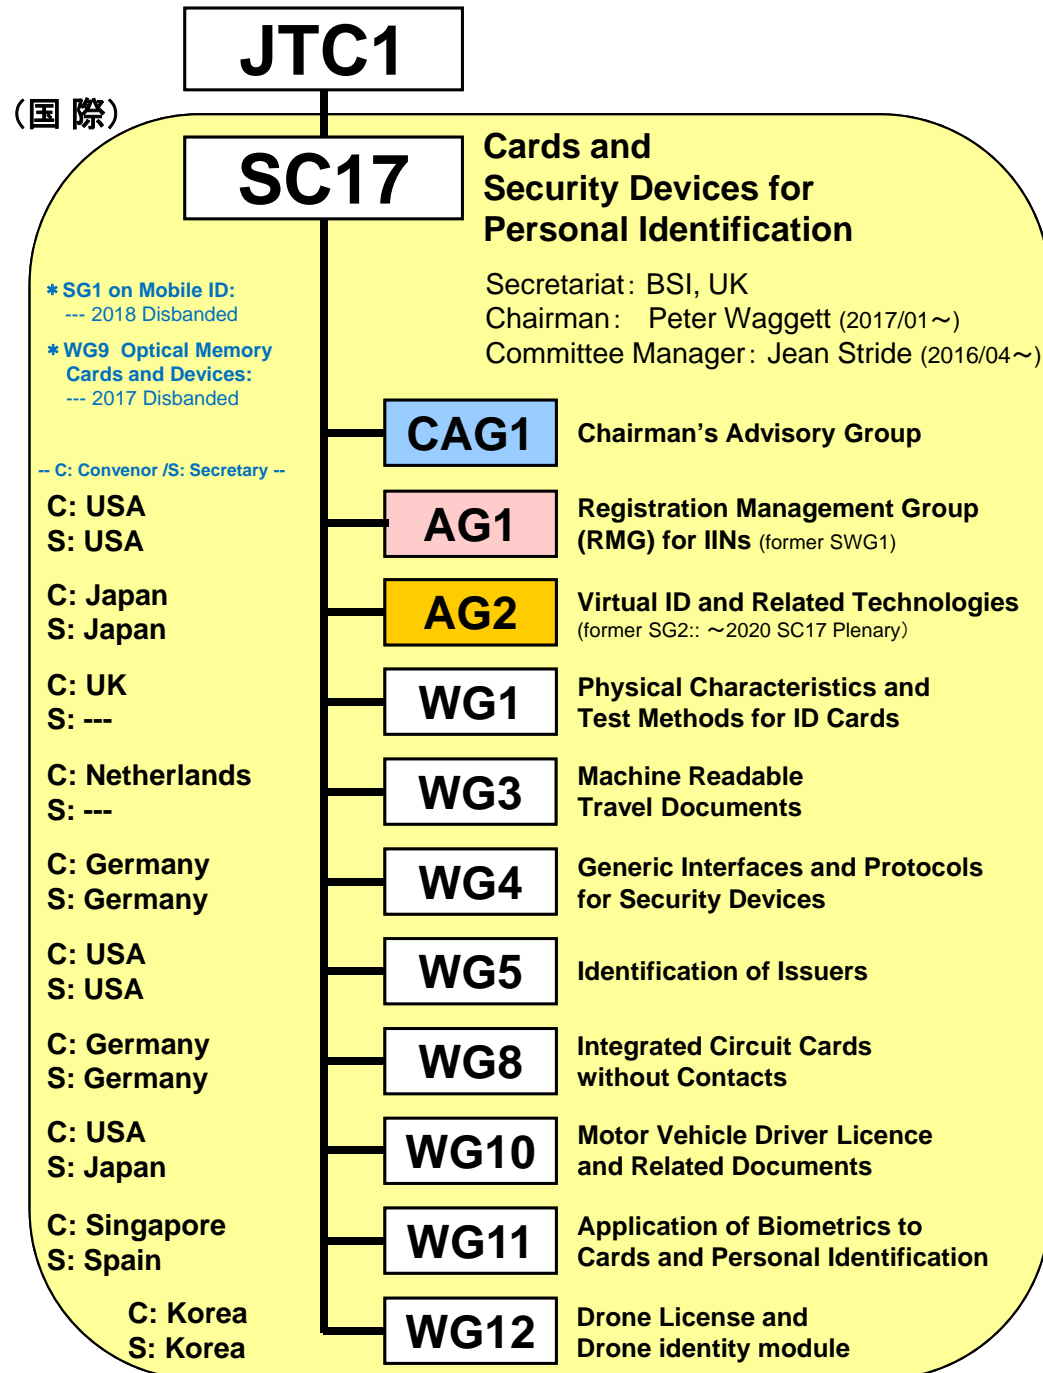 JTC1
（国 際）
SC17
Cards and
Security Devices for
Personal Identification
Secretariat： BSI, UK
Chairman： Peter Waggett (2017/01～)
Committee Manager： Jean Stride (2016/04～)
＊SG1 on Mobile ID:
--- 2018 Disbanded
＊WG9 Optical Memory
Cards and Devices:
--- 2017 Disbanded
CAG1
Chairman’s Advisory Group
-- C: Convenor /S: Secretary --
C: USA
S: USA
AG1
Registration Management Group
(RMG) for IINs (former SWG1)
C: Japan
S: Japan
AG2
Virtual ID and Related Technologies
(former SG2:: ～2020 SC17 Plenary）
C: UK
S: ---
WG1
Physical Characteristics and
Test Methods for ID Cards
C: Netherlands
S: ---
WG3
Machine Readable
Travel Documents
C: Germany
S: Germany
WG4
Generic Interfaces and Protocols
for Security Devices
C: USA
S: USA
WG5
Identification of Issuers
C: Germany
S: Germany
WG8
Integrated Circuit Cards
without Contacts
C: USA
S: Japan
WG10
Motor Vehicle Driver Licence
and Related Documents
C: Singapore
S: Spain
WG11
Application of Biometrics to
Cards and Personal Identification
C: Korea
S: Korea
WG12
Drone License and
Drone identity module